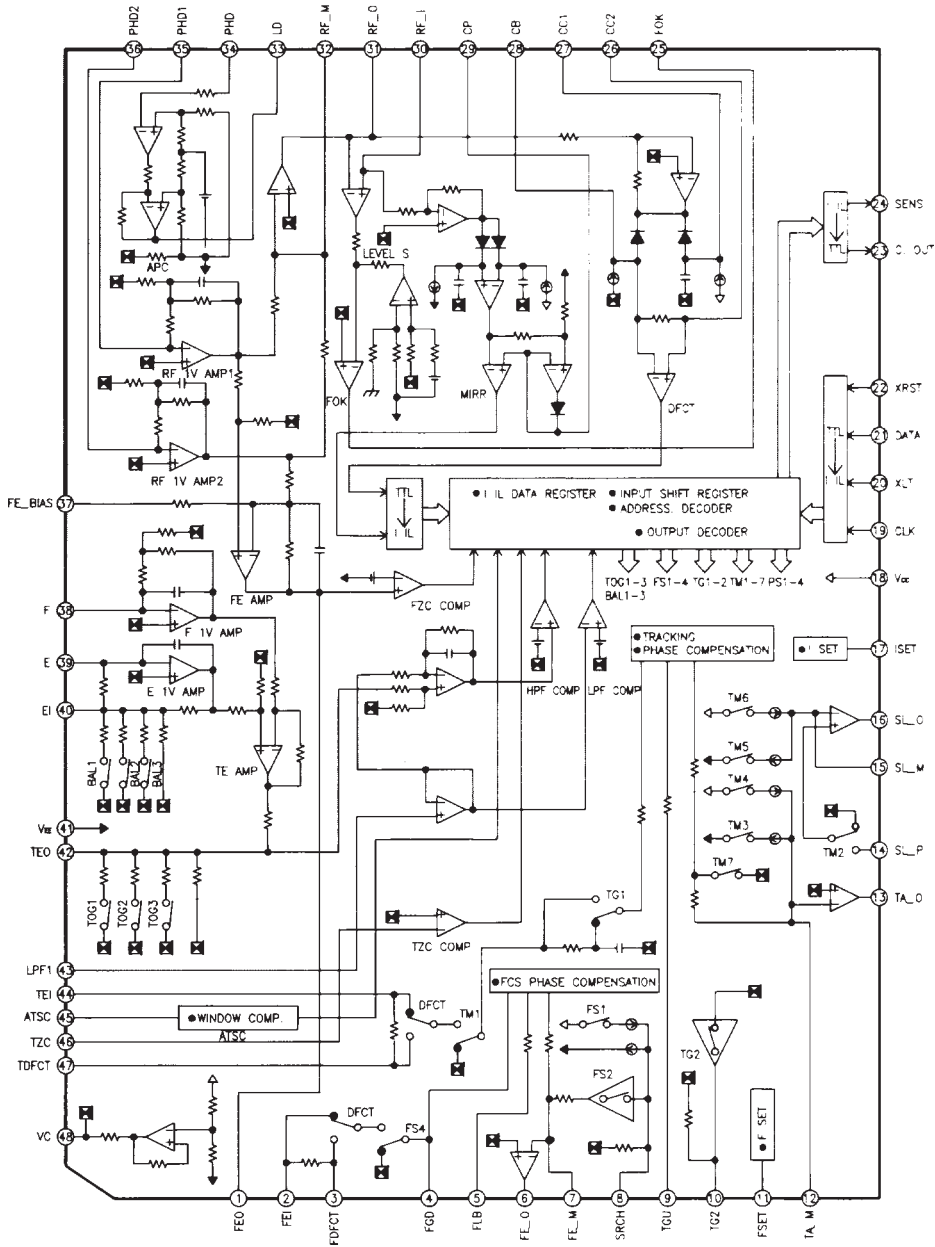 PHD2
PHD1
PHD
LD
RF_M
RF_O
RF_I
CP
CB
CC1
CC2
FOK
36
35
34
33
32
31
30
29
28
27
26
25
APC
LEVEL S
24 SENS
23 C. OUT
RF 1V AMP1
FOK
MIRR
DFCT
22 XRST
21 DATA
20 XLT
19 CLK
RF 1V AMP2
TTL
IIL
FE_BIAS 37
● IIL DATA REGISTER
● INPUT SHIFT REGISTER
● ADDRESS. DECODER
● OUTPUT DECODER
TOG1-3
BAL1-3
FS1-4
TG1-2
TM1-7
PS1-4
18 Vcc
FE AMP
FZC COMP
F 38
F 1V AMP
● TRACKING
● PHASE COMPENSATION
● I SET
17 ISET
E 39
E 1V AMP
HPF COMP
LPF COMP
EI 40
TM6
16 SL_O
TM5
15 SL_M
BAL1
BAL2
BAL3
TE AMP
TM4
TM3
TM2
14 SL_P
VEE 41
TEO 42
TM7
TOG1
TOG2
TOG3
TG1
13 TA_O
TZC COMP
LPF1 43
● FCS PHASE COMPENSATION
TEI 44
DFCT
TM1
ATSC 45
● WINDOW COMP.
ATSC
FS1
TZC 46
TDFCT 47
TG2
FS2
● F SET
VC 48
DFCT
FS4
1
2
3
4
5
6
7
8
9
10
11
12
FEO
FEI
FDFCT
FGD
FLB
FE_O
FE_M
SRCH
TGU
TG2
FSET
TA_M